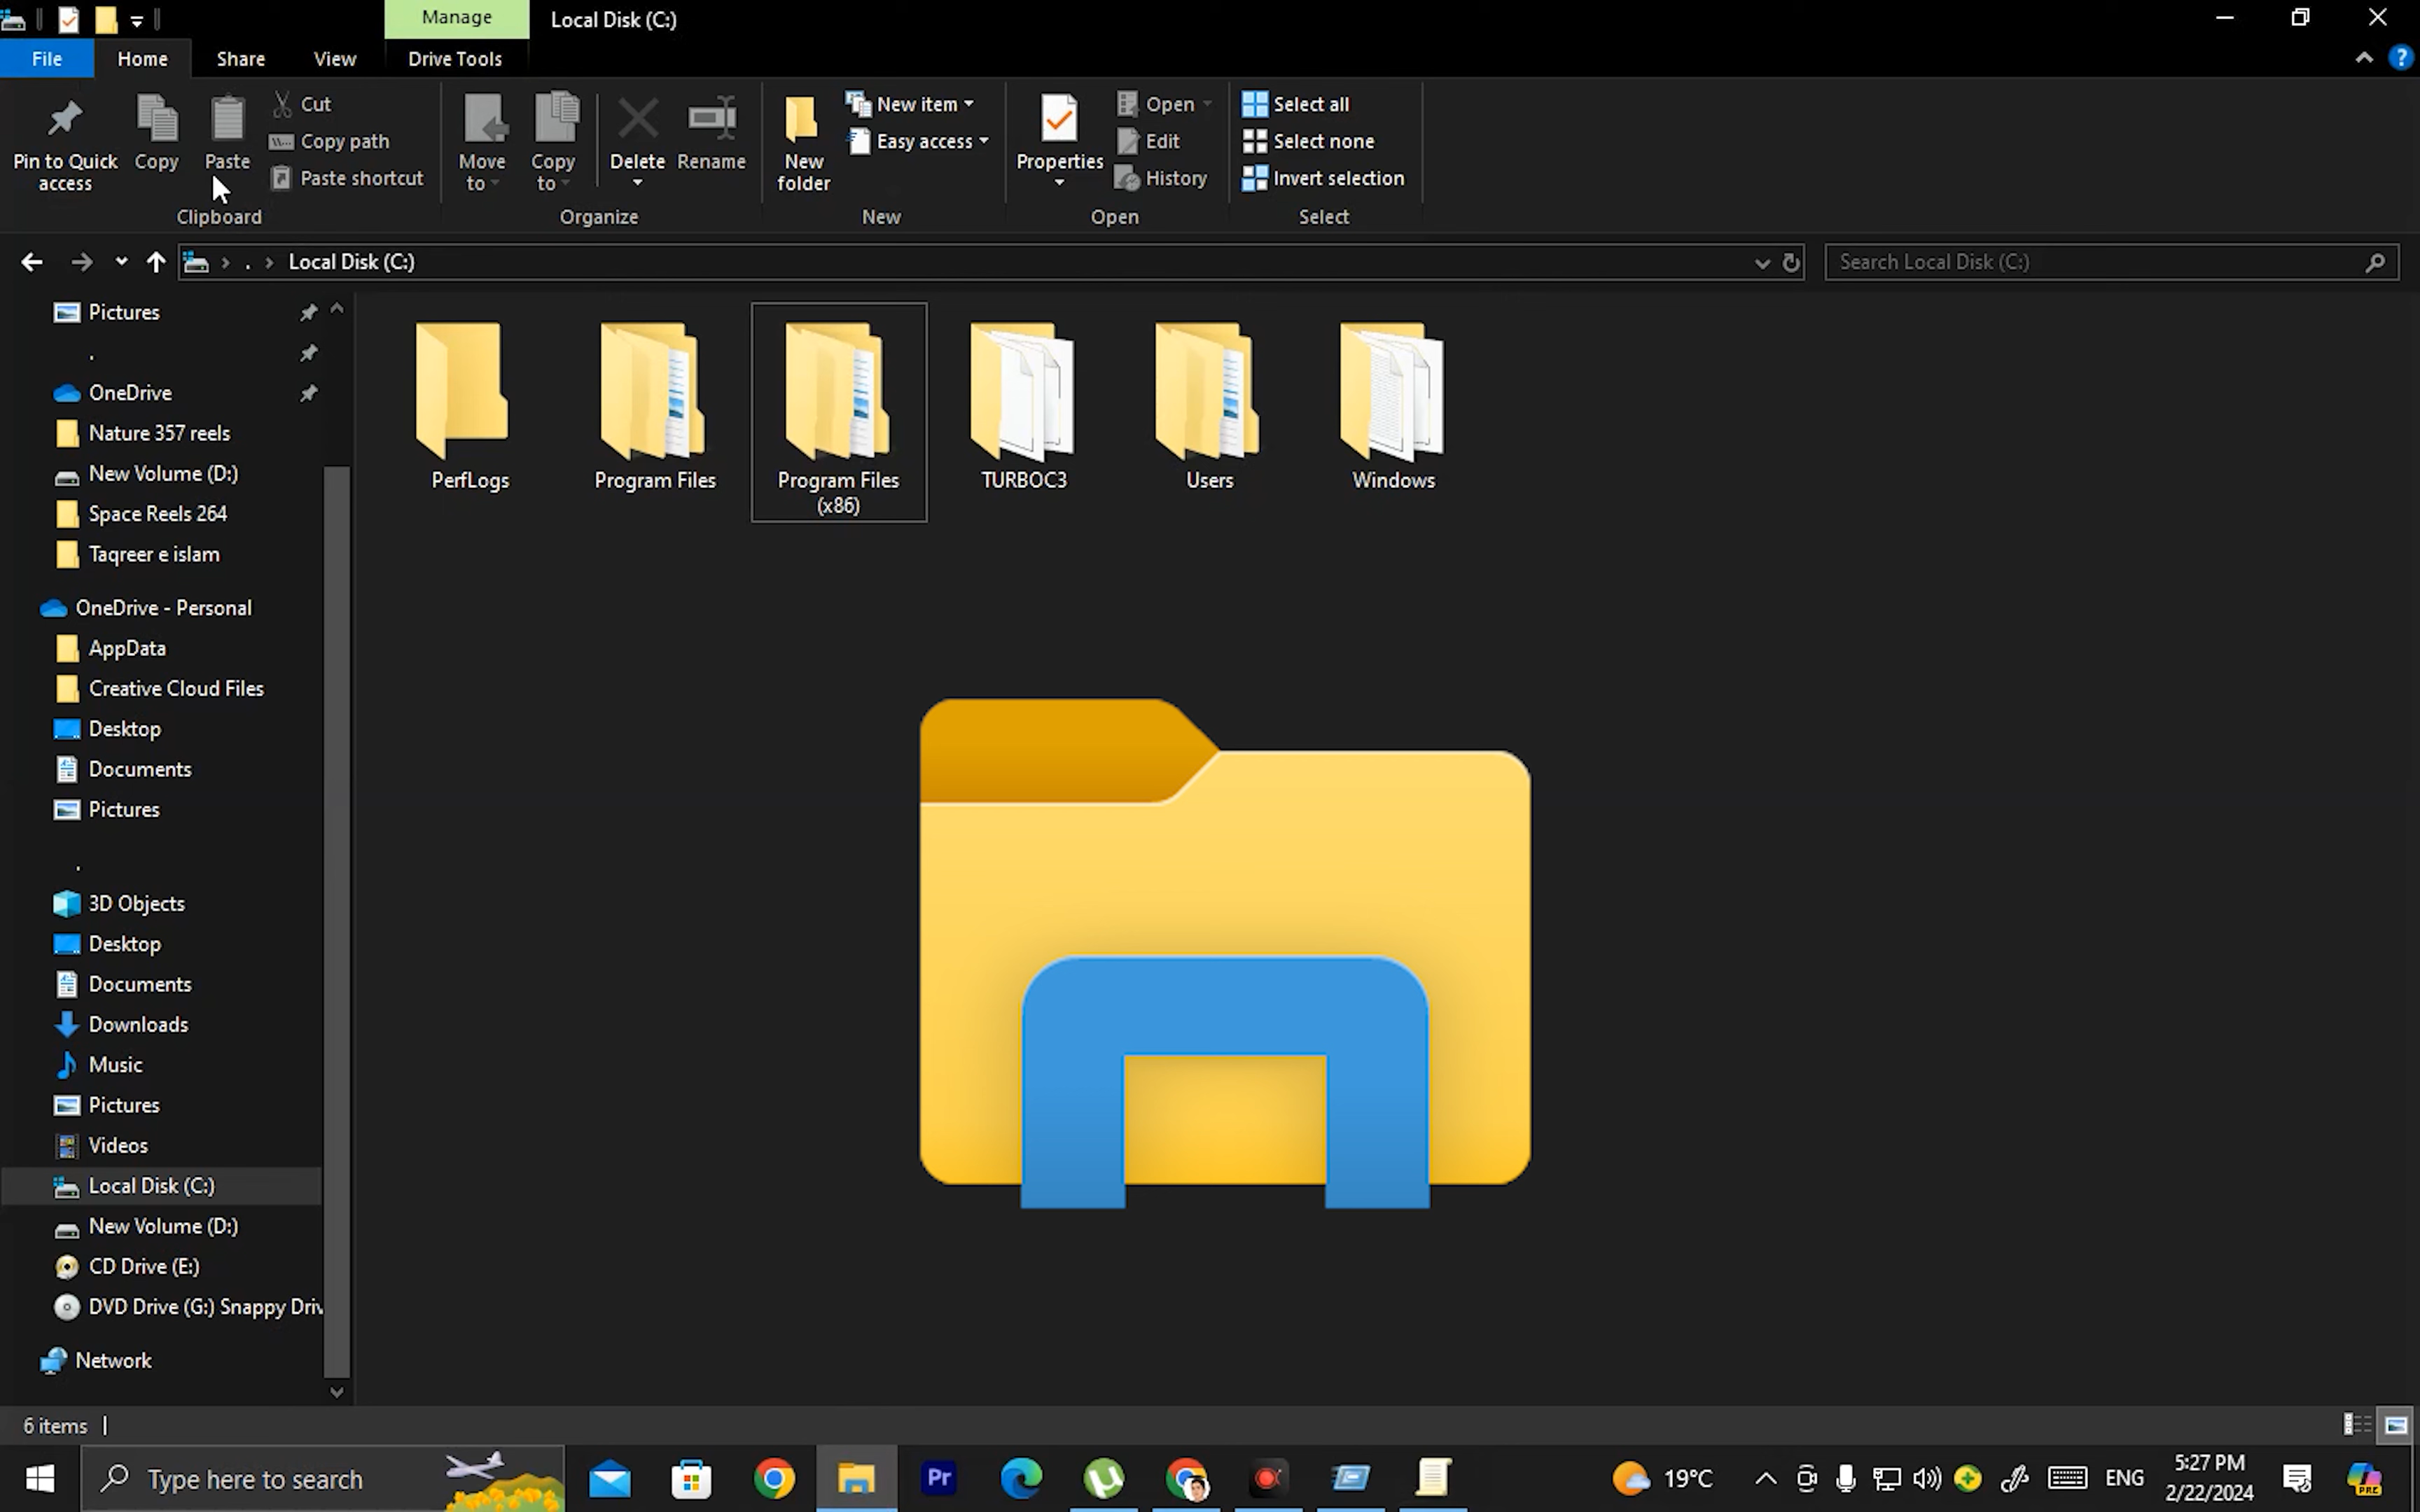 Manage
Local Disk (C:)
File
Home
Share
View
Drive Tools
?
Pin to Quick
access
Copy
Paste
Cut
Copy path
Paste shortcut
Clipboard
Move
to
Copy
to
Delete
Rename
Organize
New
folder
New item
Easy access
New
Properties
Open
Edit
History
Open
Select all
Select none
Invert selection
Select
. Local Disk (C:)
Search Local Disk (C:)
Pictures
.
OneDrive
Nature 357 reels
New Volume (D:)
Space Reels 264
Taqreer e islam
OneDrive - Personal
AppData
Creative Cloud Files
Desktop
Documents
Pictures
.
3D Objects
Desktop
Documents
Downloads
Music
Pictures
Videos
Local Disk (C:)
New Volume (D:)
CD Drive (E:)
DVD Drive (G:) Snappy Driv
Network
PerfLogs
Program Files
Program Files
(x86)
TURBOC3
Users
Windows
6 items
Type here to search
Pr
19°C
ENG
5:27 PM
2/22/2024
PRE